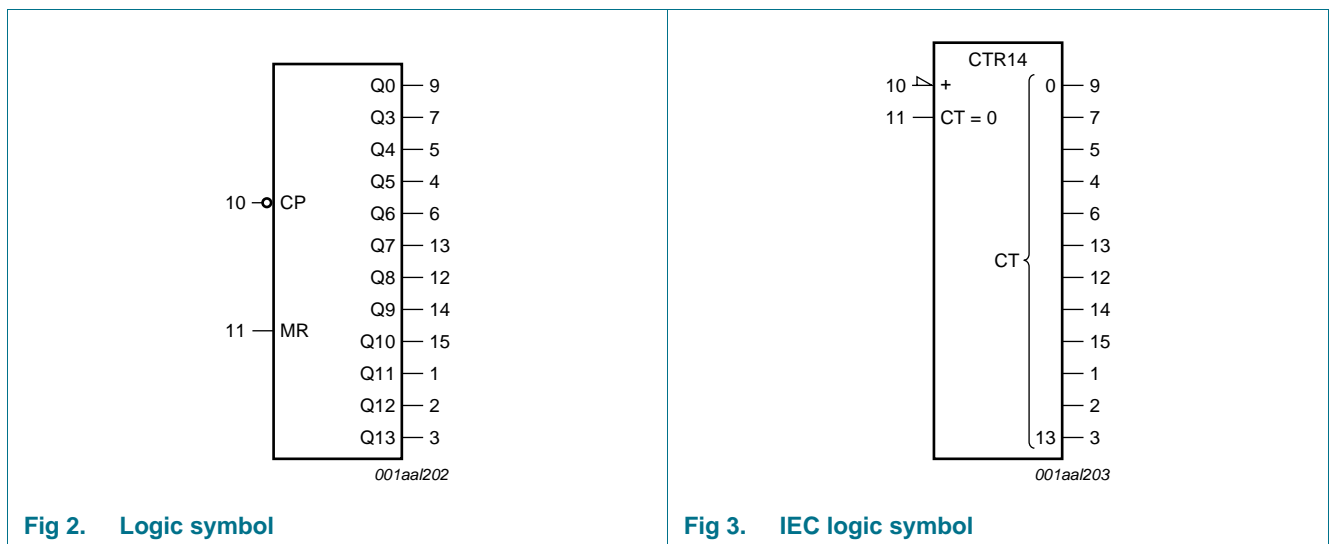 Q0 9
Q3 7
Q4 5
Q5 4
10 CP
Q6 6
Q7 13
Q8 12
Q9 14
11 MR
Q10 15
Q11 1
Q12 2
Q13 3
001aal202
Fig 2. Logic symbol
CTR14
10 + 0 9
11 CT = 0 7
5
4
6
13
CT
12
14
15
1
2
13 3
001aal203
Fig 3. IEC logic symbol